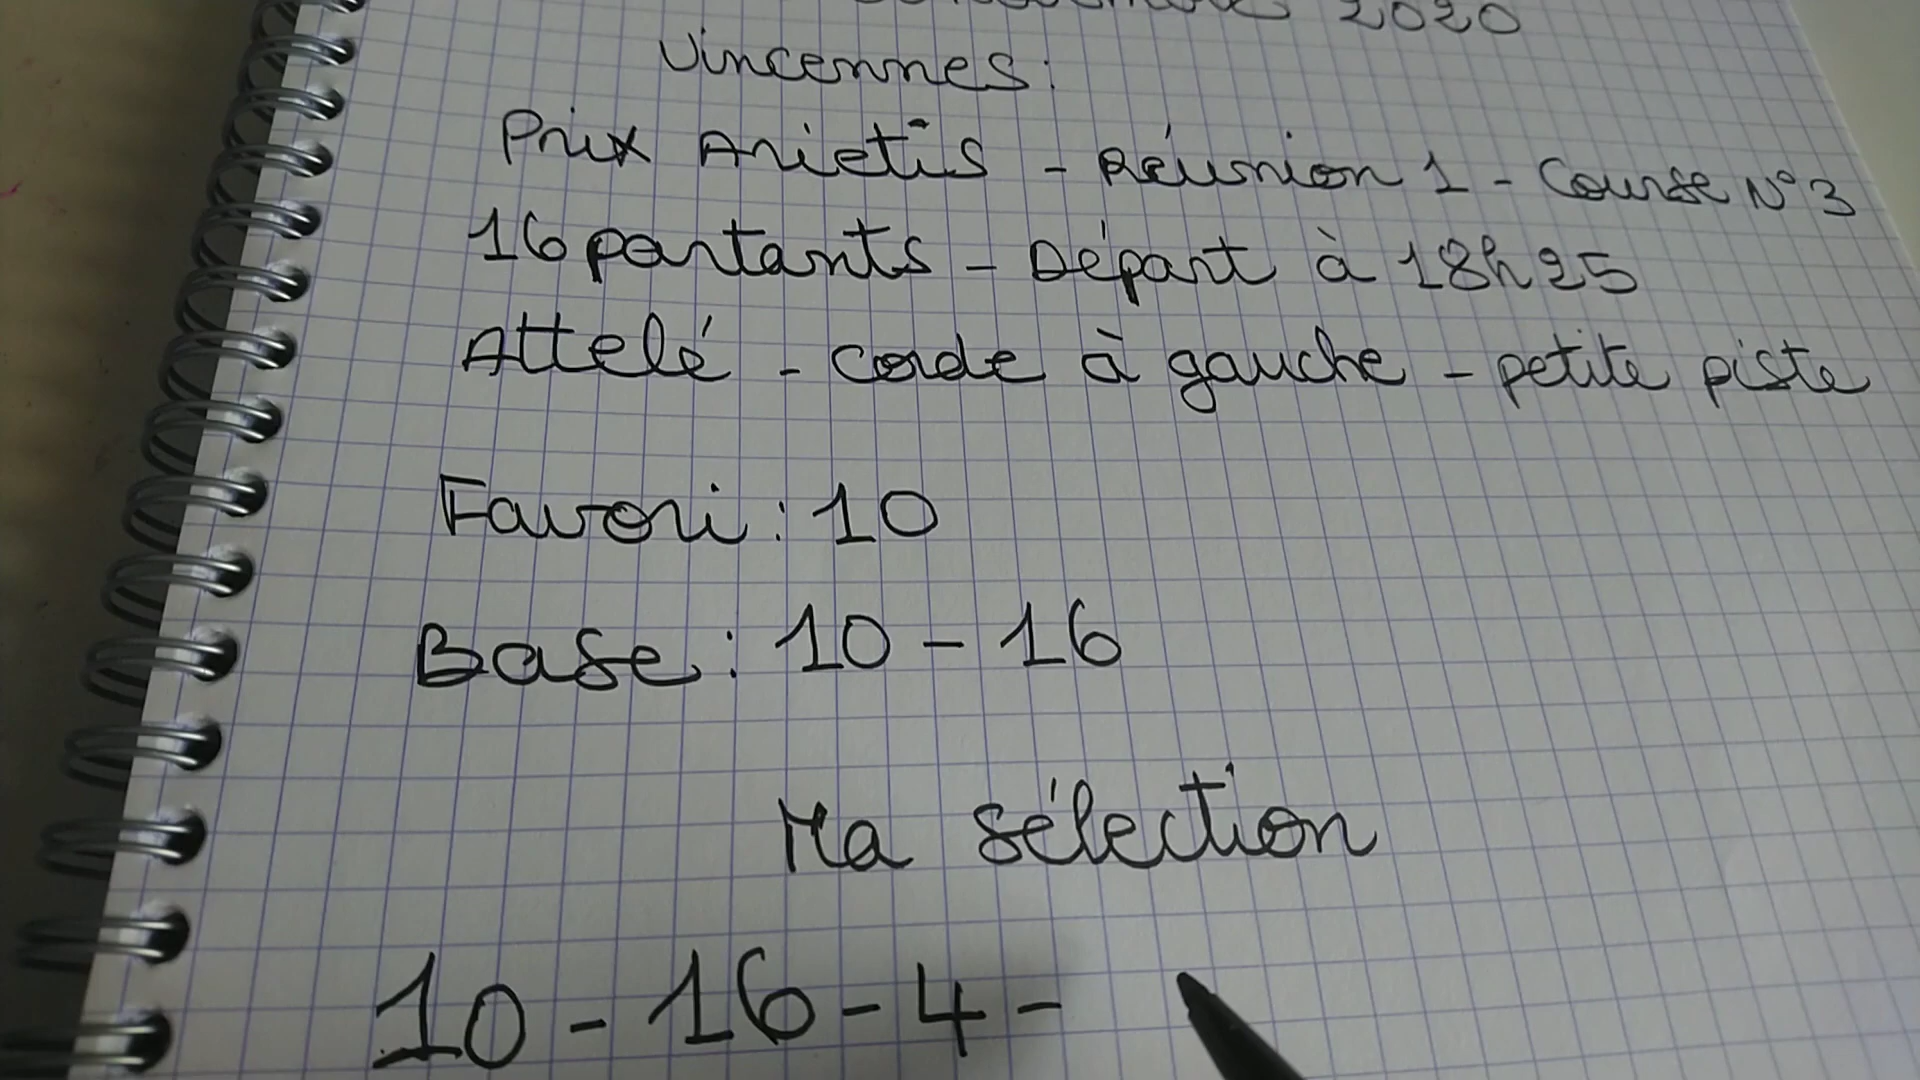 2020
Vincennes:
Prix Arietis - Réunion 1 - Course N°3
16 partants - Départ à 18h25
Attelé - corde à gauche - petite piste
Favori: 10
Base: 10 - 16
Ma sélection
10 - 16 - 4 -